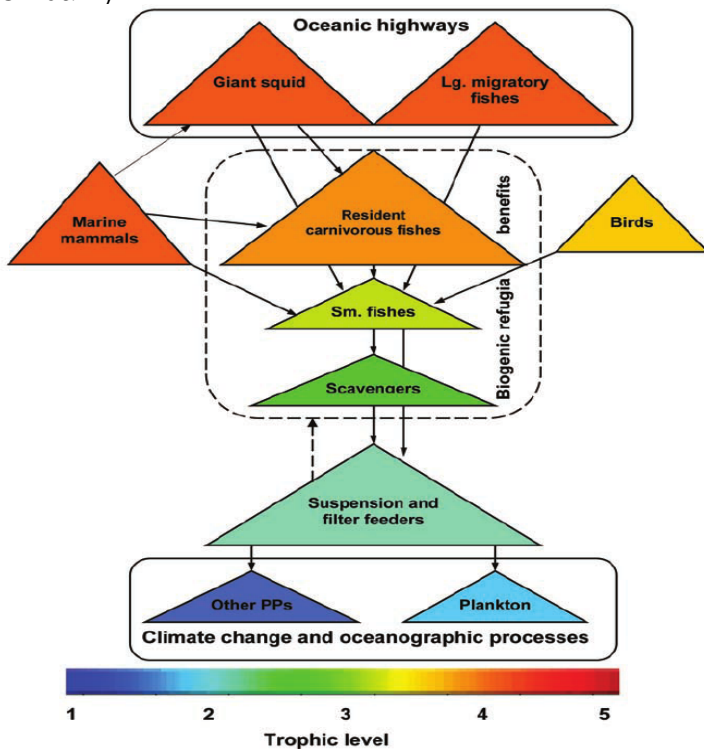 Oceanic highways
Giant squid
Lg. migratory
fishes
Marine
mammals
Resident
carnivorous fishes
benefits
Birds
Sm. fishes
Biogenic refugia
Scavengers
Suspension and
filter feeders
Other PPs
Plankton
Climate change and oceanographic processes
1 2 3 4 5
Trophic level